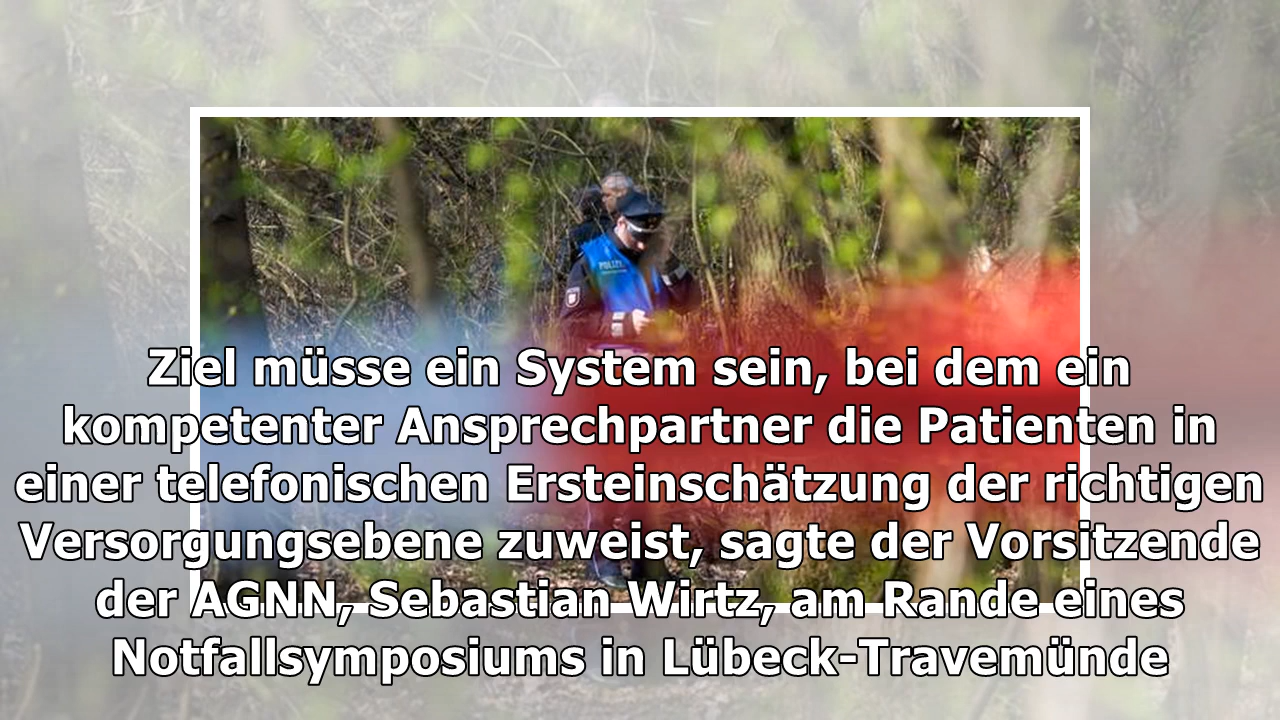 POLIZEI
Ziel müsse ein System sein, bei dem ein
kompetenter Ansprechpartner die Patienten in
einer telefonischen Ersteinschätzung der richtigen
Versorgungsebene zuweist, sagte der Vorsitzende
der AGNN, Sebastian Wirtz, am Rande eines
Notfallsymposiums in Lübeck-Travemünde